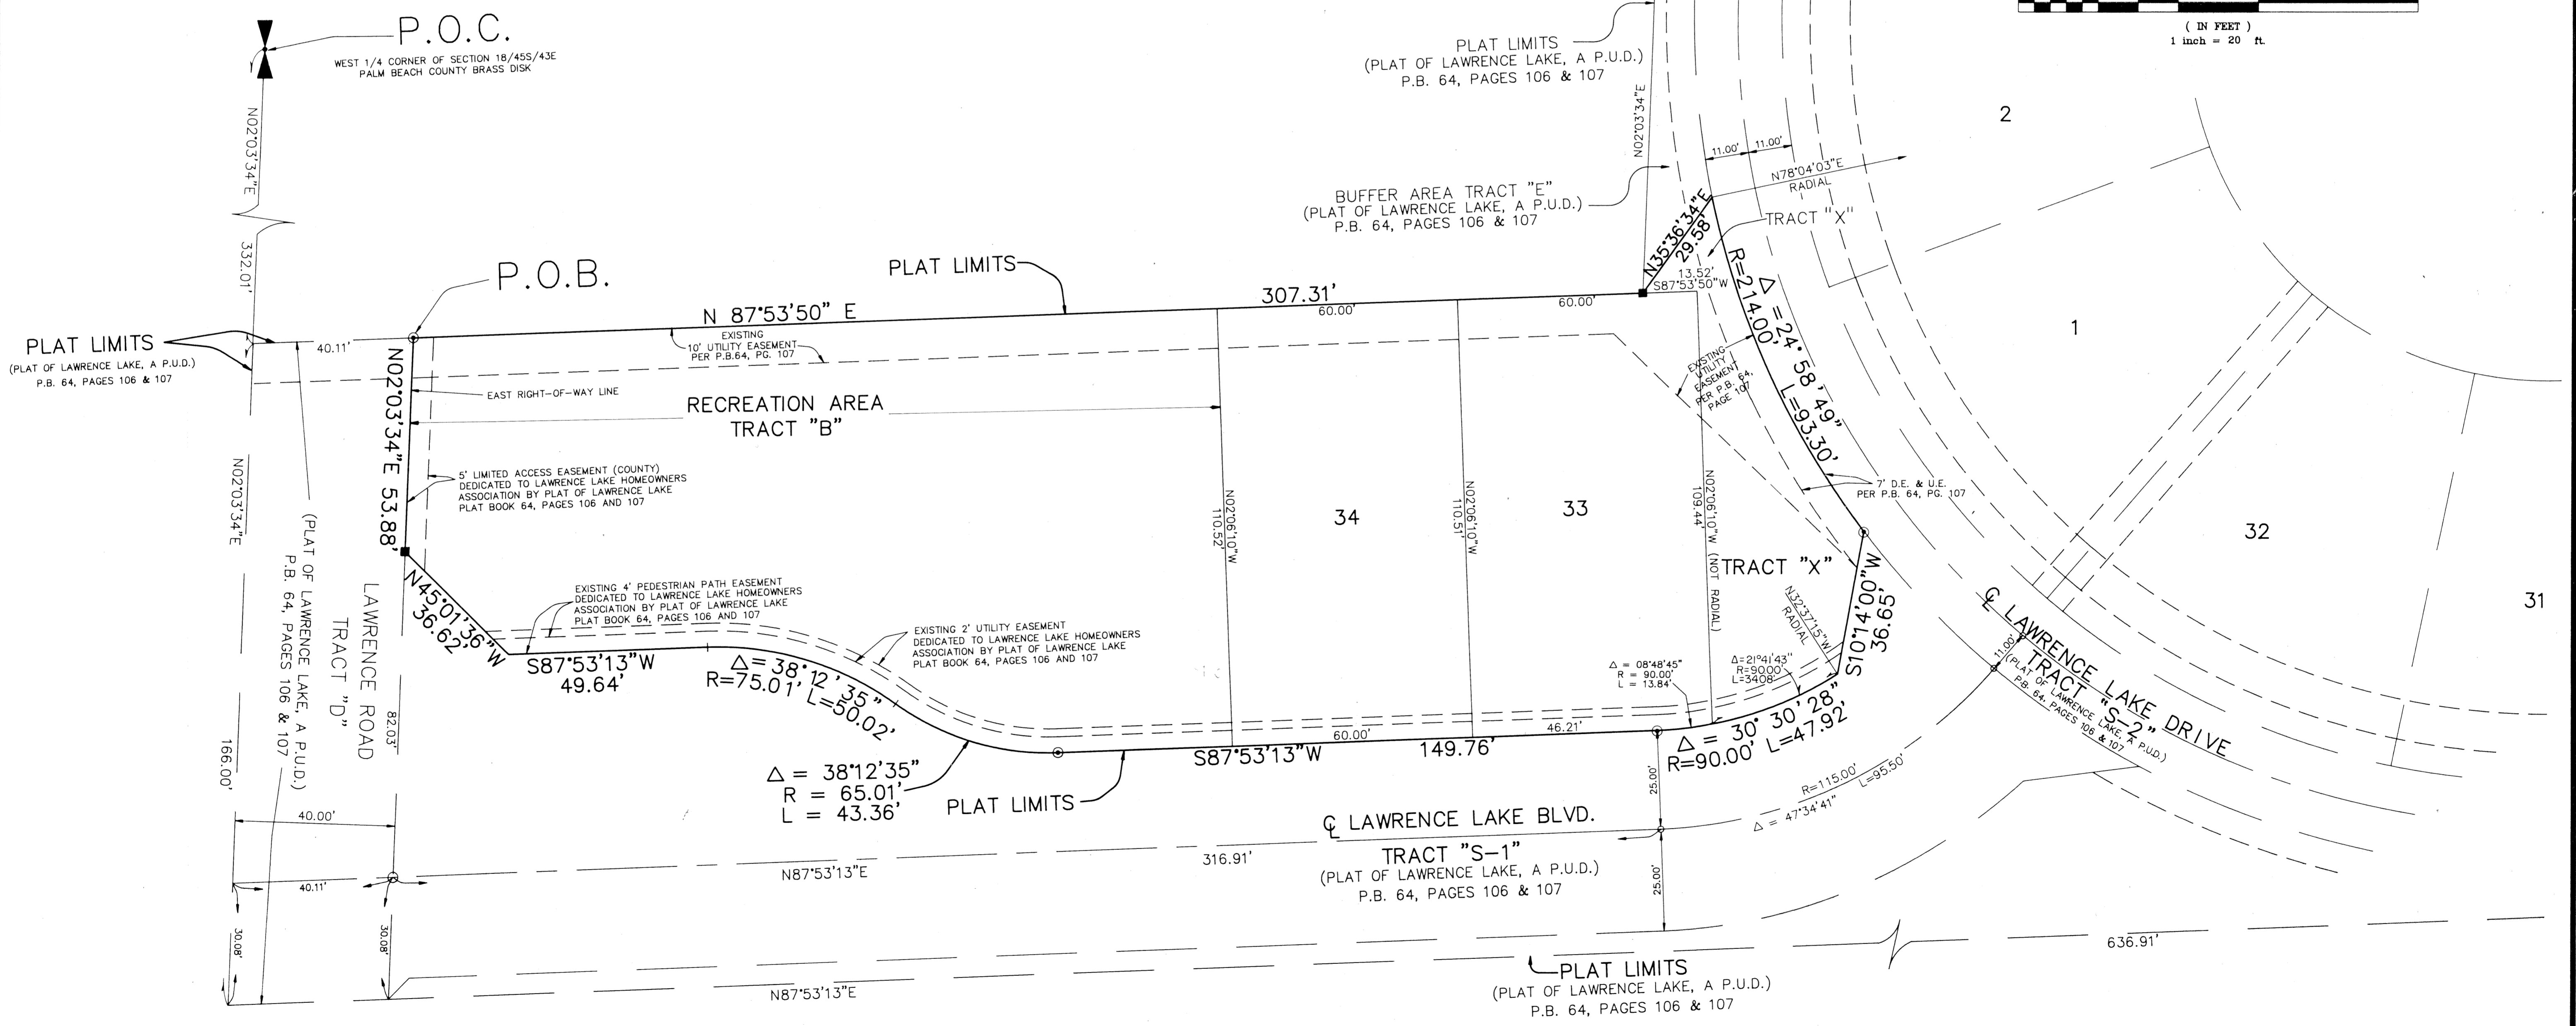 P.O.C.
WEST 1/4 CORNER OF SECTION 18/45S/43E
PALM BEACH COUNTY BRASS DISK
( IN FEET )
1 inch = 20 ft.
N02°03'34"E
332.01'
PLAT LIMITS
(PLAT OF LAWRENCE LAKE, A P.U.D.)
P.B. 64, PAGES 106 & 107
N02°03'34"E
2
11.00'
11.00'
N78°04'03"E
RADIAL
BUFFER AREA TRACT "E"
(PLAT OF LAWRENCE LAKE, A P.U.D.)
P.B. 64, PAGES 106 & 107
TRACT "X"
N35°36'34"E
29.58'
13.52'
S87°53'50"W
P.O.B.
PLAT LIMITS
N 87°53'50" E
307.31'
60.00'
60.00'
PLAT LIMITS
(PLAT OF LAWRENCE LAKE, A P.U.D.)
P.B. 64, PAGES 106 & 107
40.11'
EXISTING
10' UTILITY EASEMENT
PER P.B.64, PG. 107
EAST RIGHT-OF-WAY LINE
RECREATION AREA
TRACT "B"
N02°03'34"E 53.88'
5' LIMITED ACCESS EASEMENT (COUNTY)
DEDICATED TO LAWRENCE LAKE HOMEOWNERS
ASSOCIATION BY PLAT OF LAWRENCE LAKE
PLAT BOOK 64, PAGES 106 AND 107
Δ = 24°58'49"
R=214.00'
L=93.30'
EXISTING
UTILITY
EASEMENT
PER P.B. 64,
PAGE 107
1
7' D.E. & U.E.
PER P.B. 64, PG. 107
34
33
32
31
N02°06'10"W
110.52'
N02°06'10"W
110.51'
N02°06'10"W (NOT RADIAL)
109.44'
TRACT "X"
N32°37'15"W
RADIAL
S10°14'00"W
36.65'
N02°03'34"E
166.00'
(PLAT OF LAWRENCE LAKE, A P.U.D.)
P.B. 64, PAGES 106 & 107
TRACT "D"
LAWRENCE ROAD
82.03'
N45°01'36"W
36.62'
EXISTING 4' PEDESTRIAN PATH EASEMENT
DEDICATED TO LAWRENCE LAKE HOMEOWNERS
ASSOCIATION BY PLAT OF LAWRENCE LAKE
PLAT BOOK 64, PAGES 106 AND 107
EXISTING 2' UTILITY EASEMENT
DEDICATED TO LAWRENCE LAKE HOMEOWNERS
ASSOCIATION BY PLAT OF LAWRENCE LAKE
PLAT BOOK 64, PAGES 106 AND 107
S87°53'13"W
49.64'
Δ= 38°12'35"
R=75.01' L=50.02'
Δ = 38°12'35"
R = 65.01'
L = 43.36'
PLAT LIMITS
S87°53'13"W
149.76'
60.00'
46.21'
Δ = 08°48'45"
R = 90.00'
L = 13.84'
Δ=21°41'43"
R=90.00'
L=34.08'
Δ = 30°30'28"
R=90.00' L=47.92'
R=115.00' L=95.50'
Δ = 47°34'41"
℄ LAWRENCE LAKE DRIVE
TRACT "S-2"
(PLAT OF LAWRENCE LAKE, A P.U.D.)
P.B. 64, PAGES 106 & 107
11.00'
25.00'
25.00'
℄ LAWRENCE LAKE BLVD.
TRACT "S-1"
(PLAT OF LAWRENCE LAKE, A P.U.D.)
P.B. 64, PAGES 106 & 107
40.00'
40.11'
N87°53'13"E
316.91'
30.08'
30.08'
N87°53'13"E
636.91'
PLAT LIMITS
(PLAT OF LAWRENCE LAKE, A P.U.D.)
P.B. 64, PAGES 106 & 107